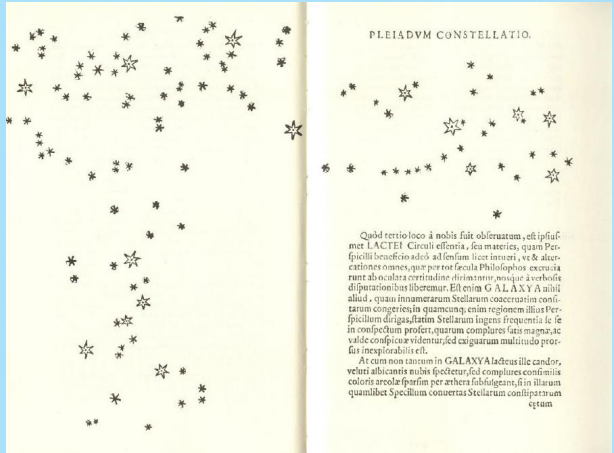 PLEIADVM CONSTELLATIO.
Quòd tertio loco à nobis fuit obseruatum, est ipsius-
met LACTEI Circuli essentia, seu materies, quam Per-
spicilli beneficio adeò ad sensum licet intueri, vt & alter-
cationes omnes, quæ per tot sæcula Philosophos excrucia
runt ab oculata certitudine dirimantur, nosque à verbosis
disputationibus liberemur. Est enim GALAXYA nihil
aliud, quam innumerarum Stellarum coaceruatim consi-
tarum congeries; in quamcunq; enim regionem illius Per-
spicillum dirigas, statim Stellarum ingens frequentia se se
in conspectum profert, quarum complures satis magnæ, ac
valde conspicuæ videntur, sed exiguarum multitudo pror-
sus inexplorabilis est.
At cum non tantum in GALAXYA lacteus ille candor,
veluti albicantis nubis spectetur, sed complures consimilis
coloris areolæ sparsim per æthera subfulgeant, si in illarum
quamlibet Specillum conuertas Stellarum constipatarum
cętum